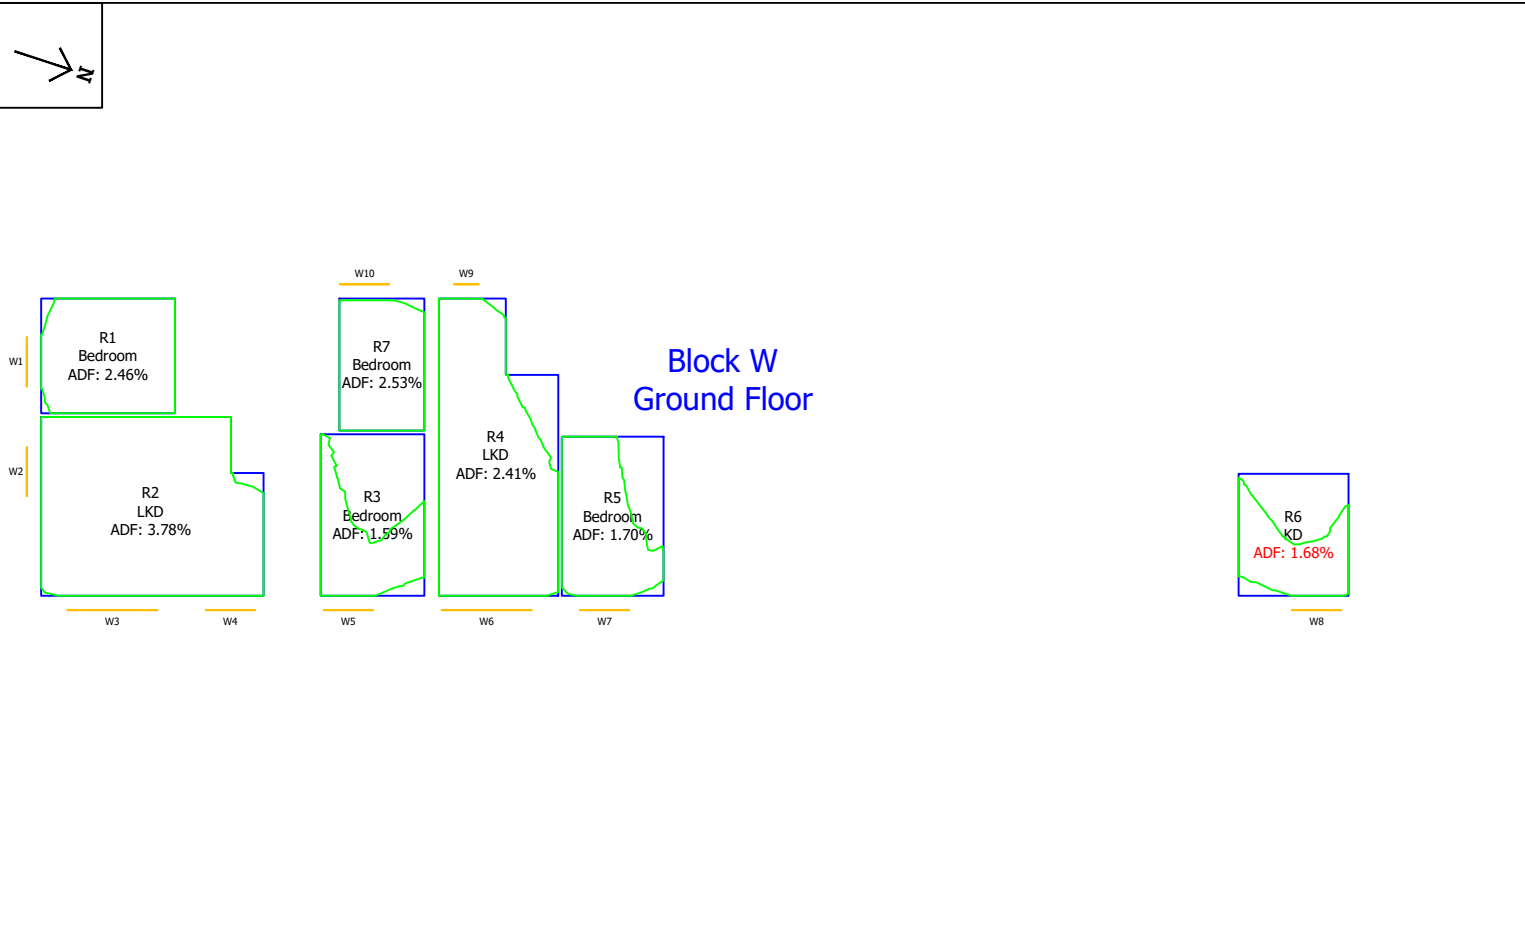 N
W10
W9
R1
Bedroom
ADF: 2.46%
W1
R7
Bedroom
ADF: 2.53%
Block W
Ground Floor
R4
LKD
ADF: 2.41%
W2
R2
LKD
ADF: 3.78%
R3
Bedroom
ADF: 1.59%
R5
Bedroom
ADF: 1.70%
R6
KD
ADF: 1.68%
W3
W4
W5
W6
W7
W8